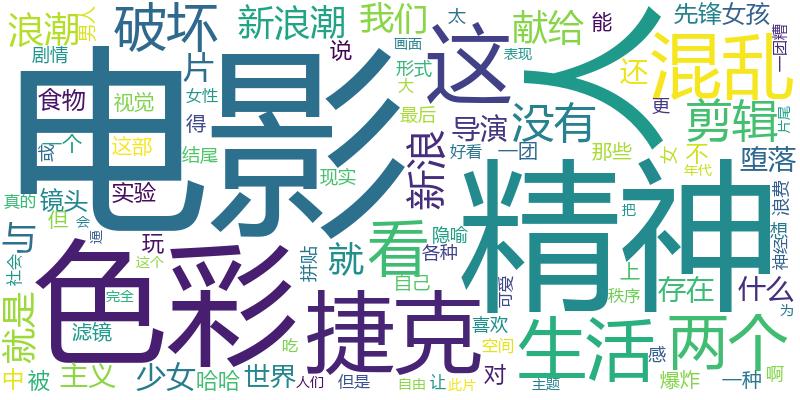 浪潮
男人
破坏
新浪潮
我们
太
献给
能
先锋女孩
一团糟
剧情
片
说
画面
表现
这
人
还
混乱
电影
食物
视觉
女性
得
形式
大
最后
导演
没有
更
剪辑
片尾
或
一个
这部
结尾
现实
新浪
好看
一团
那些
女
不
年代
堕落
真的
镜头
实验
但
会
逼
与
社会
玩
这个
拼贴
就
看
隐喻
各种
自己
精神
把
浪费
神经质
上
秩序
存在
什么
为
就是
色彩
完全
滤镜
捷克
可爱
喜欢
空间
生活
两个
感
中
被
主义
少女
哈哈
吃
世界
人们
但是
自由
让
对
此片
主题
爆炸
一种
啊